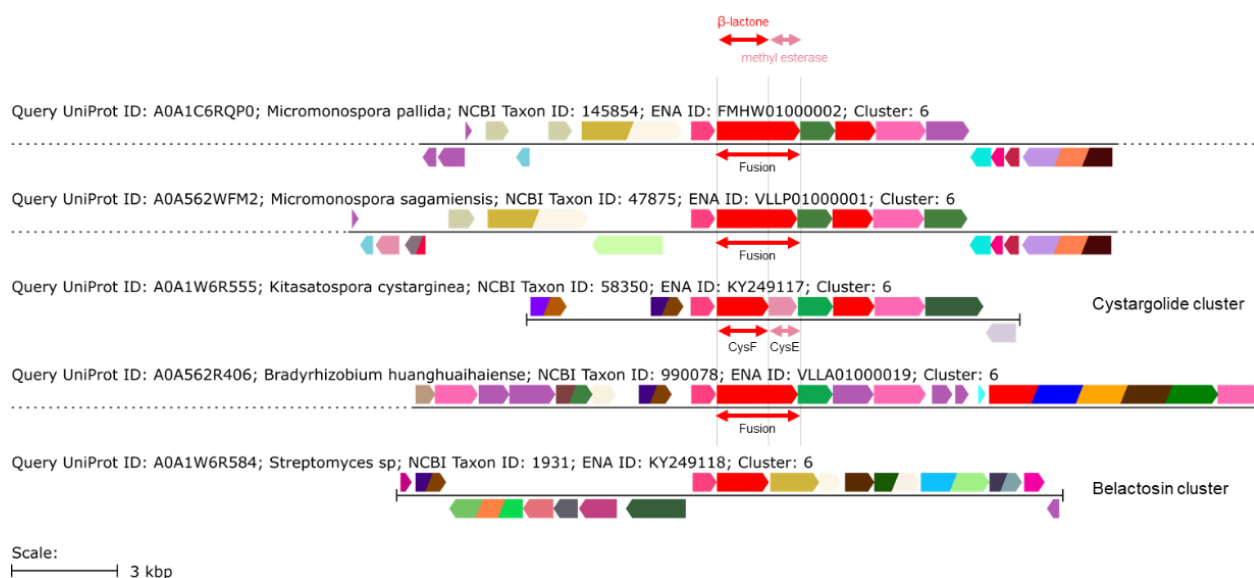 β-lactone
methyl esterase
Query UniProt ID: A0A1C6RQP0; Micromonospora pallida; NCBI Taxon ID: 145854; ENA ID: FMHW01000002; Cluster: 6
Fusion
Query UniProt ID: A0A562WFM2; Micromonospora sagamiensis; NCBI Taxon ID: 47875; ENA ID: VLLP01000001; Cluster: 6
Fusion
Query UniProt ID: A0A1W6R555; Kitasatospora cystarginea; NCBI Taxon ID: 58350; ENA ID: KY249117; Cluster: 6
Cystargolide cluster
CysF CysE
Query UniProt ID: A0A562R406; Bradyrhizobium huanghuaihaiense; NCBI Taxon ID: 990078; ENA ID: VLLA01000019; Cluster: 6
Fusion
Query UniProt ID: A0A1W6R584; Streptomyces sp; NCBI Taxon ID: 1931; ENA ID: KY249118; Cluster: 6
Belactosin cluster
Scale:
3 kbp